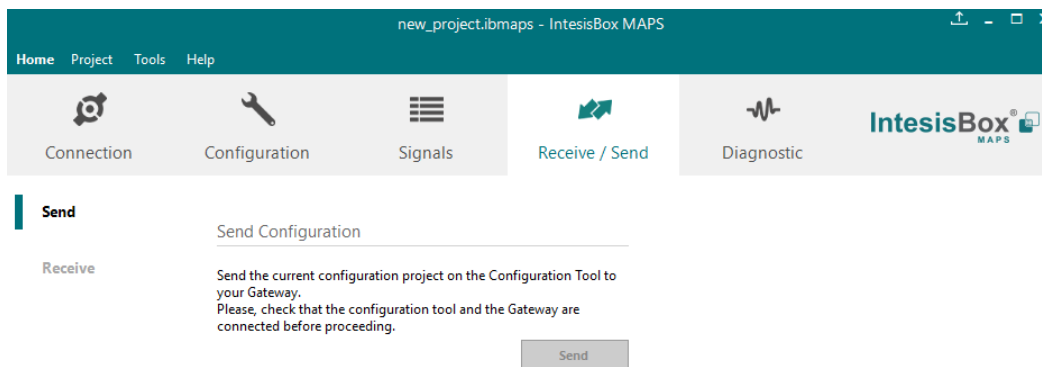 new_project.ibmaps - IntesisBox MAPS
Home Project Tools Help
Connection Configuration Signals Receive / Send Diagnostic
IntesisBox®
MAPS
Send
Send Configuration
Receive
Send the current configuration project on the Configuration Tool to
your Gateway.
Please, check that the configuration tool and the Gateway are
connected before proceeding.
Send